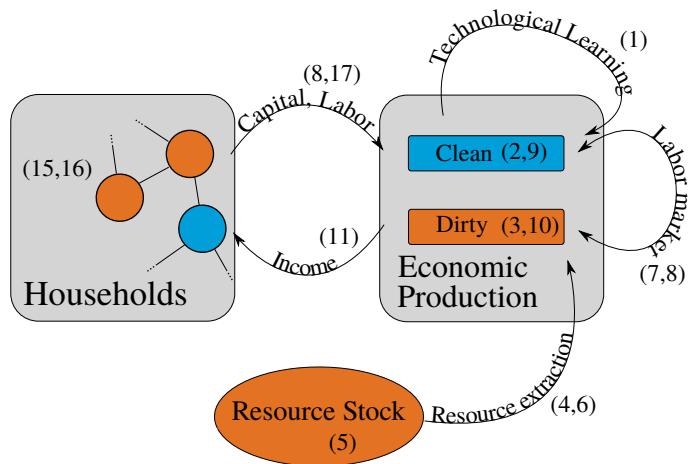 Technological Learning
(1)
(8,17)
Capital, Labor
(15,16)
Clean (2,9)
Labor market
Dirty (3,10)
(11)
Income
(7,8)
Households
Economic
Production
Resource extraction
(4,6)
Resource Stock
(5)